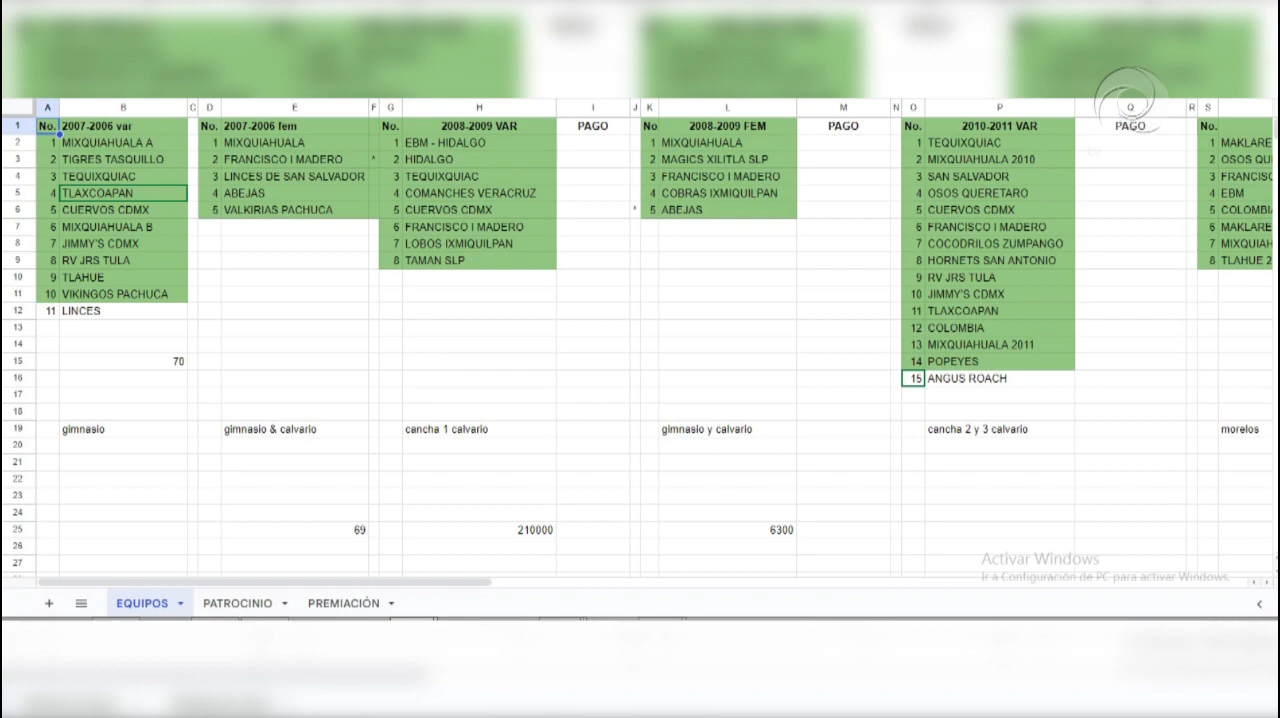 A B C D E F G H I J K L M N O P Q R S
1 No. 2007-2006 var No. 2007-2006 fem No. 2008-2009 VAR PAGO No 2008-2009 FEM PAGO No. 2010-2011 VAR PAGO No.
2 1 MIXQUIAHUALA A 1 MIXQUIAHUALA 1 EBM - HIDALGO 1 MIXQUIAHUALA 1 TEQUIXQUIAC 1 MAKLARE
3 2 TIGRES TASQUILLO 2 FRANCISCO I MADERO * 2 HIDALGO 2 MAGICS XILITLA SLP 2 MIXQUIAHUALA 2010 2 OSOS QU
4 3 TEQUIXQUIAC 3 LINCES DE SAN SALVADOR 3 TEQUIXQUIAC 3 FRANCISCO I MADERO 3 SAN SALVADOR 3 FRANCISC
5 4 TLAXCOAPAN 4 ABEJAS 4 COMANCHES VERACRUZ 4 COBRAS IXMIQUILPAN 4 OSOS QUERETARO 4 EBM
6 5 CUERVOS CDMX 5 VALKIRIAS PACHUCA 5 CUERVOS CDMX * 5 ABEJAS 5 CUERVOS CDMX 5 COLOMBI
7 6 MIXQUIAHUALA B 6 FRANCISCO I MADERO 6 FRANCISCO I MADERO 6 MAKLARE
8 7 JIMMY'S CDMX 7 LOBOS IXMIQUILPAN 7 COCODRILOS ZUMPANGO 7 MIXQUIAH
9 8 RV JRS TULA 8 TAMAN SLP 8 HORNETS SAN ANTONIO 8 TLAHUE 2
10 9 TLAHUE 9 RV JRS TULA
11 10 VIKINGOS PACHUCA 10 JIMMY'S CDMX
12 11 LINCES 11 TLAXCOAPAN
13 12 COLOMBIA
14 13 MIXQUIAHUALA 2011
15 70 14 POPEYES
16 15 ANGUS ROACH
17
18
19 gimnasio gimnasio & calvario cancha 1 calvario gimnasio y calvario cancha 2 y 3 calvario morelos
20
21
22
23
24
25 69 210000 6300
26
27
Activar Windows
Ir a Configuración de PC para activar Windows.
+ EQUIPOS PATROCINIO PREMIACIÓN